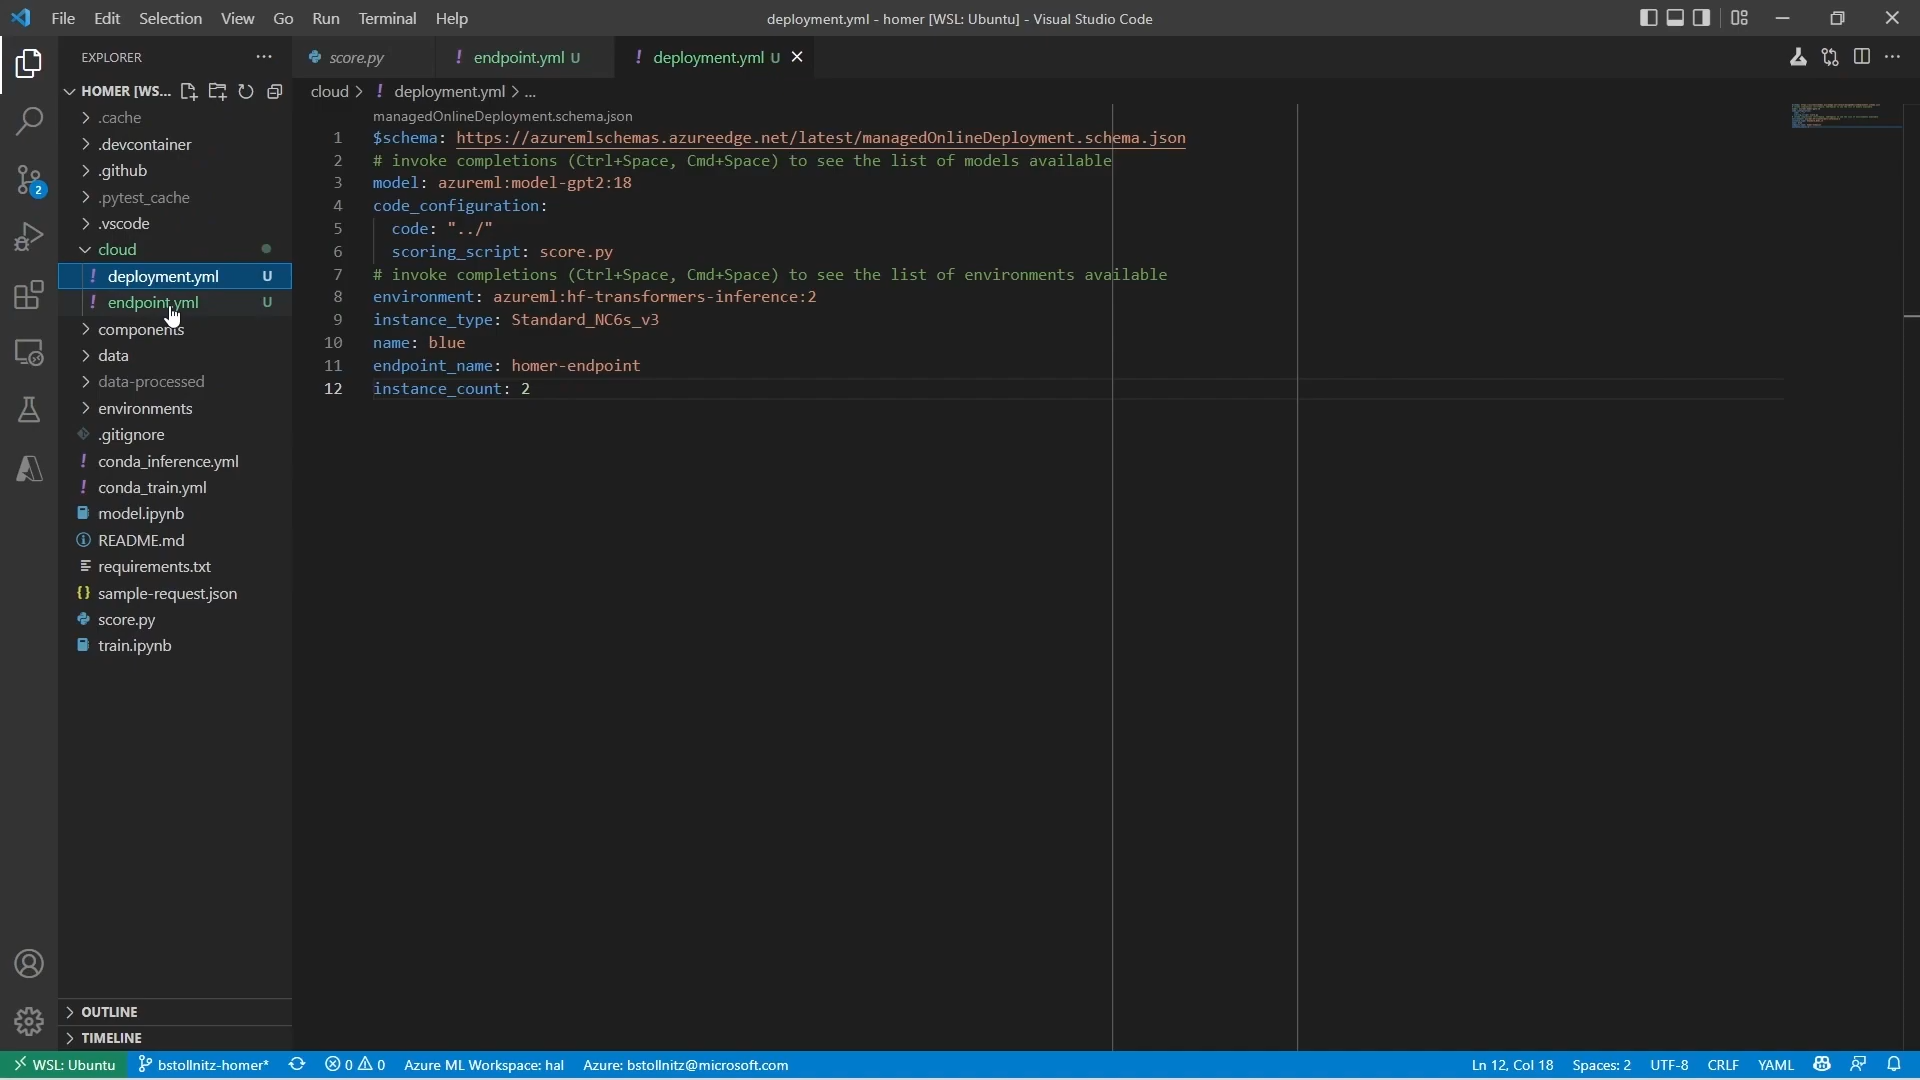 File Edit Selection View Go Run Terminal Help
deployment.yml - homer [WSL: Ubuntu] - Visual Studio Code
EXPLORER
HOMER [WS...
.cache
.devcontainer
.github
.pytest_cache
.vscode
cloud
deployment.yml U
endpoint.yml U
components
data
data-processed
environments
.gitignore
conda_inference.yml
conda_train.yml
model.ipynb
README.md
requirements.txt
sample-request.json
score.py
train.ipynb
OUTLINE
TIMELINE
2
score.py
! endpoint.yml U
! deployment.yml U
cloud > ! deployment.yml > ...
managedOnlineDeployment.schema.json
1 $schema: https://azuremlschemas.azureedge.net/latest/managedOnlineDeployment.schema.json
2 # invoke completions (Ctrl+Space, Cmd+Space) to see the list of models available
3 model: azureml:model-gpt2:18
4 code_configuration:
5 code: "../"
6 scoring_script: score.py
7 # invoke completions (Ctrl+Space, Cmd+Space) to see the list of environments available
8 environment: azureml:hf-transformers-inference:2
9 instance_type: Standard_NC6s_v3
10 name: blue
11 endpoint_name: homer-endpoint
12 instance_count: 2
WSL: Ubuntu bstollnitz-homer* 0 0 Azure ML Workspace: hal Azure: bstollnitz@microsoft.com Ln 12, Col 18 Spaces: 2 UTF-8 CRLF YAML